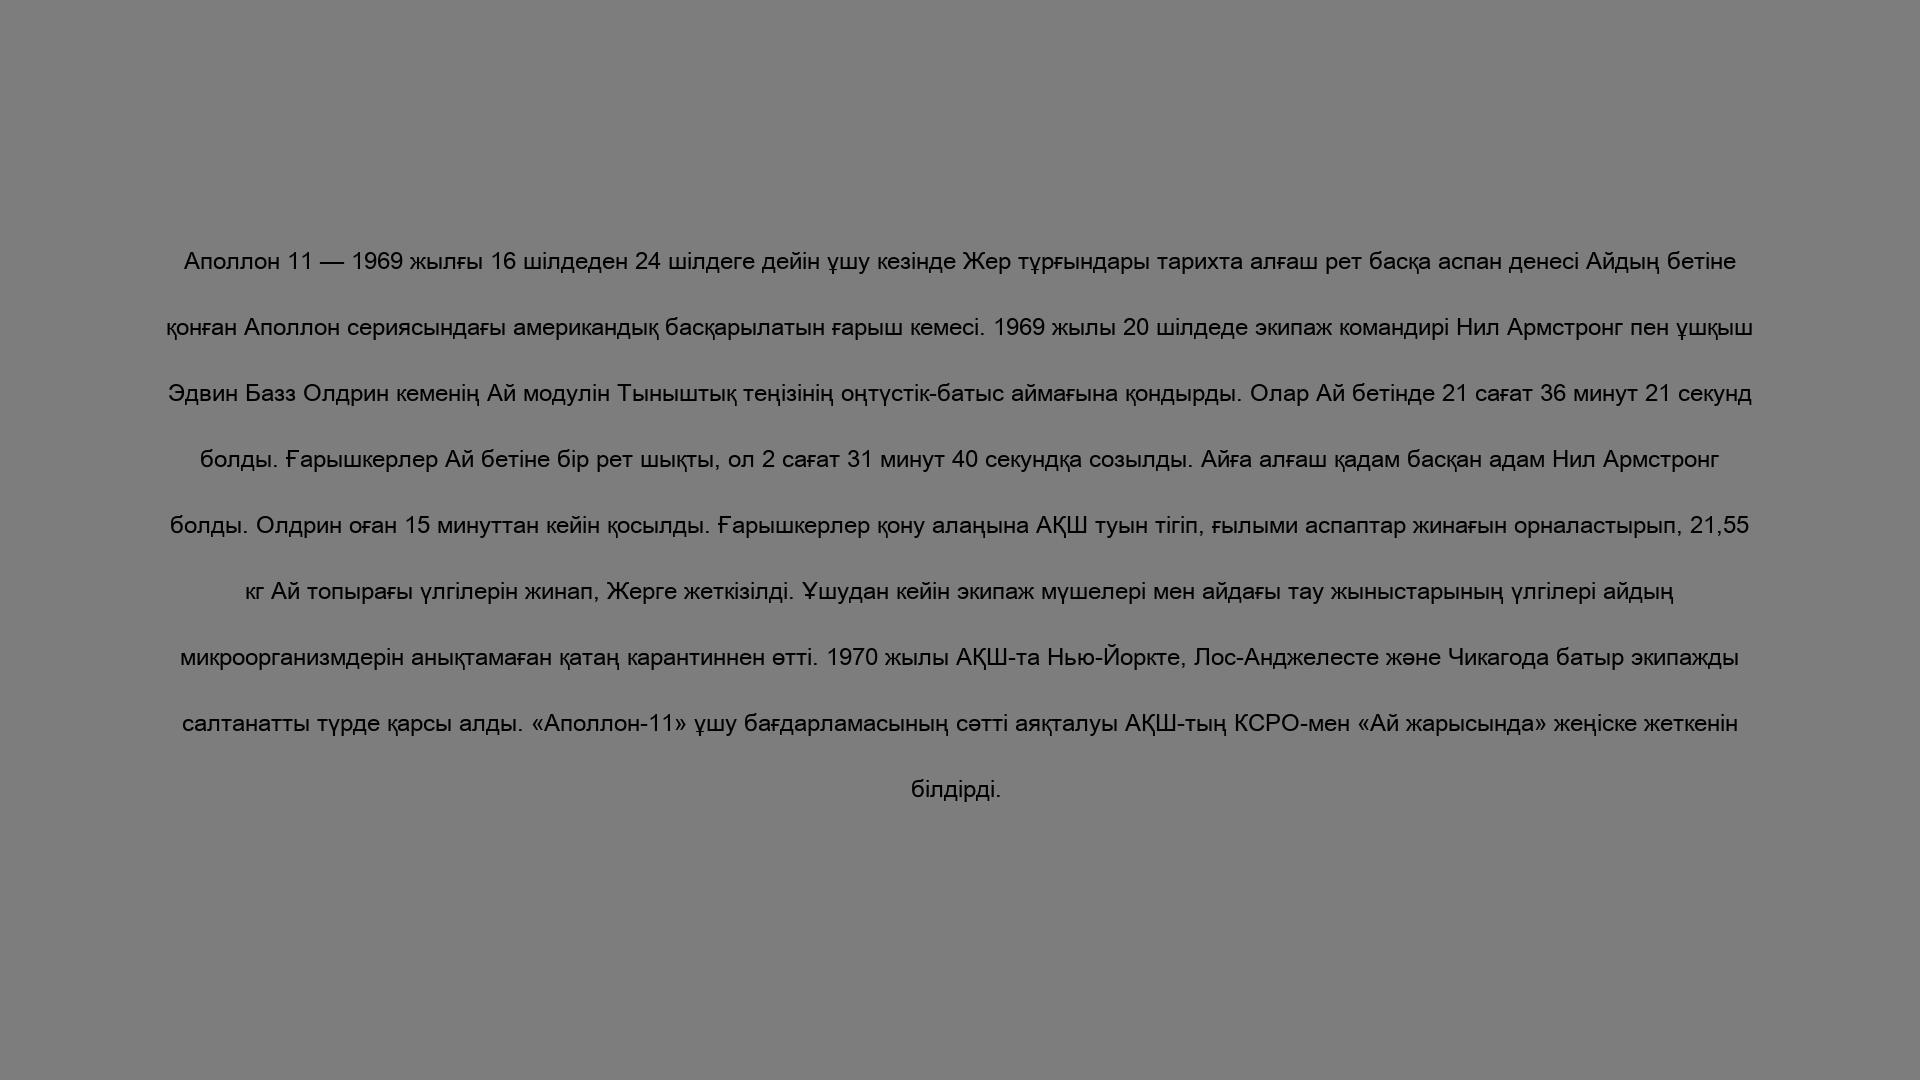 Аполлон 11 — 1969 жылғы 16 шілдеден 24 шілдеге дейін ұшу кезінде Жер тұрғындары тарихта алғаш рет басқа аспан денесі Айдың бетіне
қонған Аполлон сериясындағы американдық басқарылатын ғарыш кемесі. 1969 жылы 20 шілдеде экипаж командирі Нил Армстронг пен ұшқыш
Эдвин Базз Олдрин кеменің Ай модулін Тыныштық теңізінің оңтүстік-батыс аймағына қондырды. Олар Ай бетінде 21 сағат 36 минут 21 секунд
болды. Ғарышкерлер Ай бетіне бір рет шықты, ол 2 сағат 31 минут 40 секундқа созылды. Айға алғаш қадам басқан адам Нил Армстронг
болды. Олдрин оған 15 минуттан кейін қосылды. Ғарышкерлер қону алаңына АҚШ туын тігіп, ғылыми аспаптар жинағын орналастырып, 21,55
кг Ай топырағы үлгілерін жинап, Жерге жеткізілді. Ұшудан кейін экипаж мүшелері мен айдағы тау жыныстарының үлгілері айдың
микроорганизмдерін анықтамаған қатаң карантиннен өтті. 1970 жылы АҚШ-та Нью-Йоркте, Лос-Анджелесте және Чикагода батыр экипажды
салтанатты түрде қарсы алды. «Аполлон-11» ұшу бағдарламасының сәтті аяқталуы АҚШ-тың КСРО-мен «Ай жарысында» жеңіске жеткенін
білдірді.